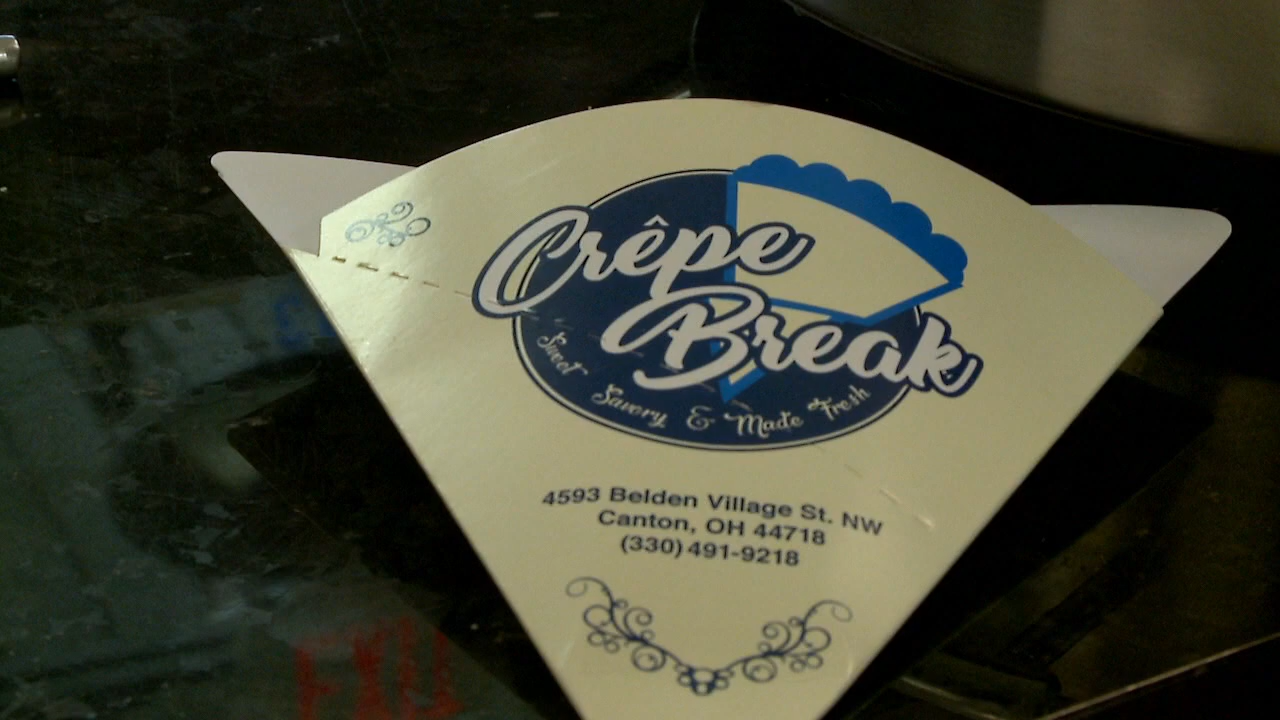 Crêpe
Break
Sweet Savory & Made Fresh
4593 Belden Village St. NW
Canton, OH 44718
(330) 491-9218